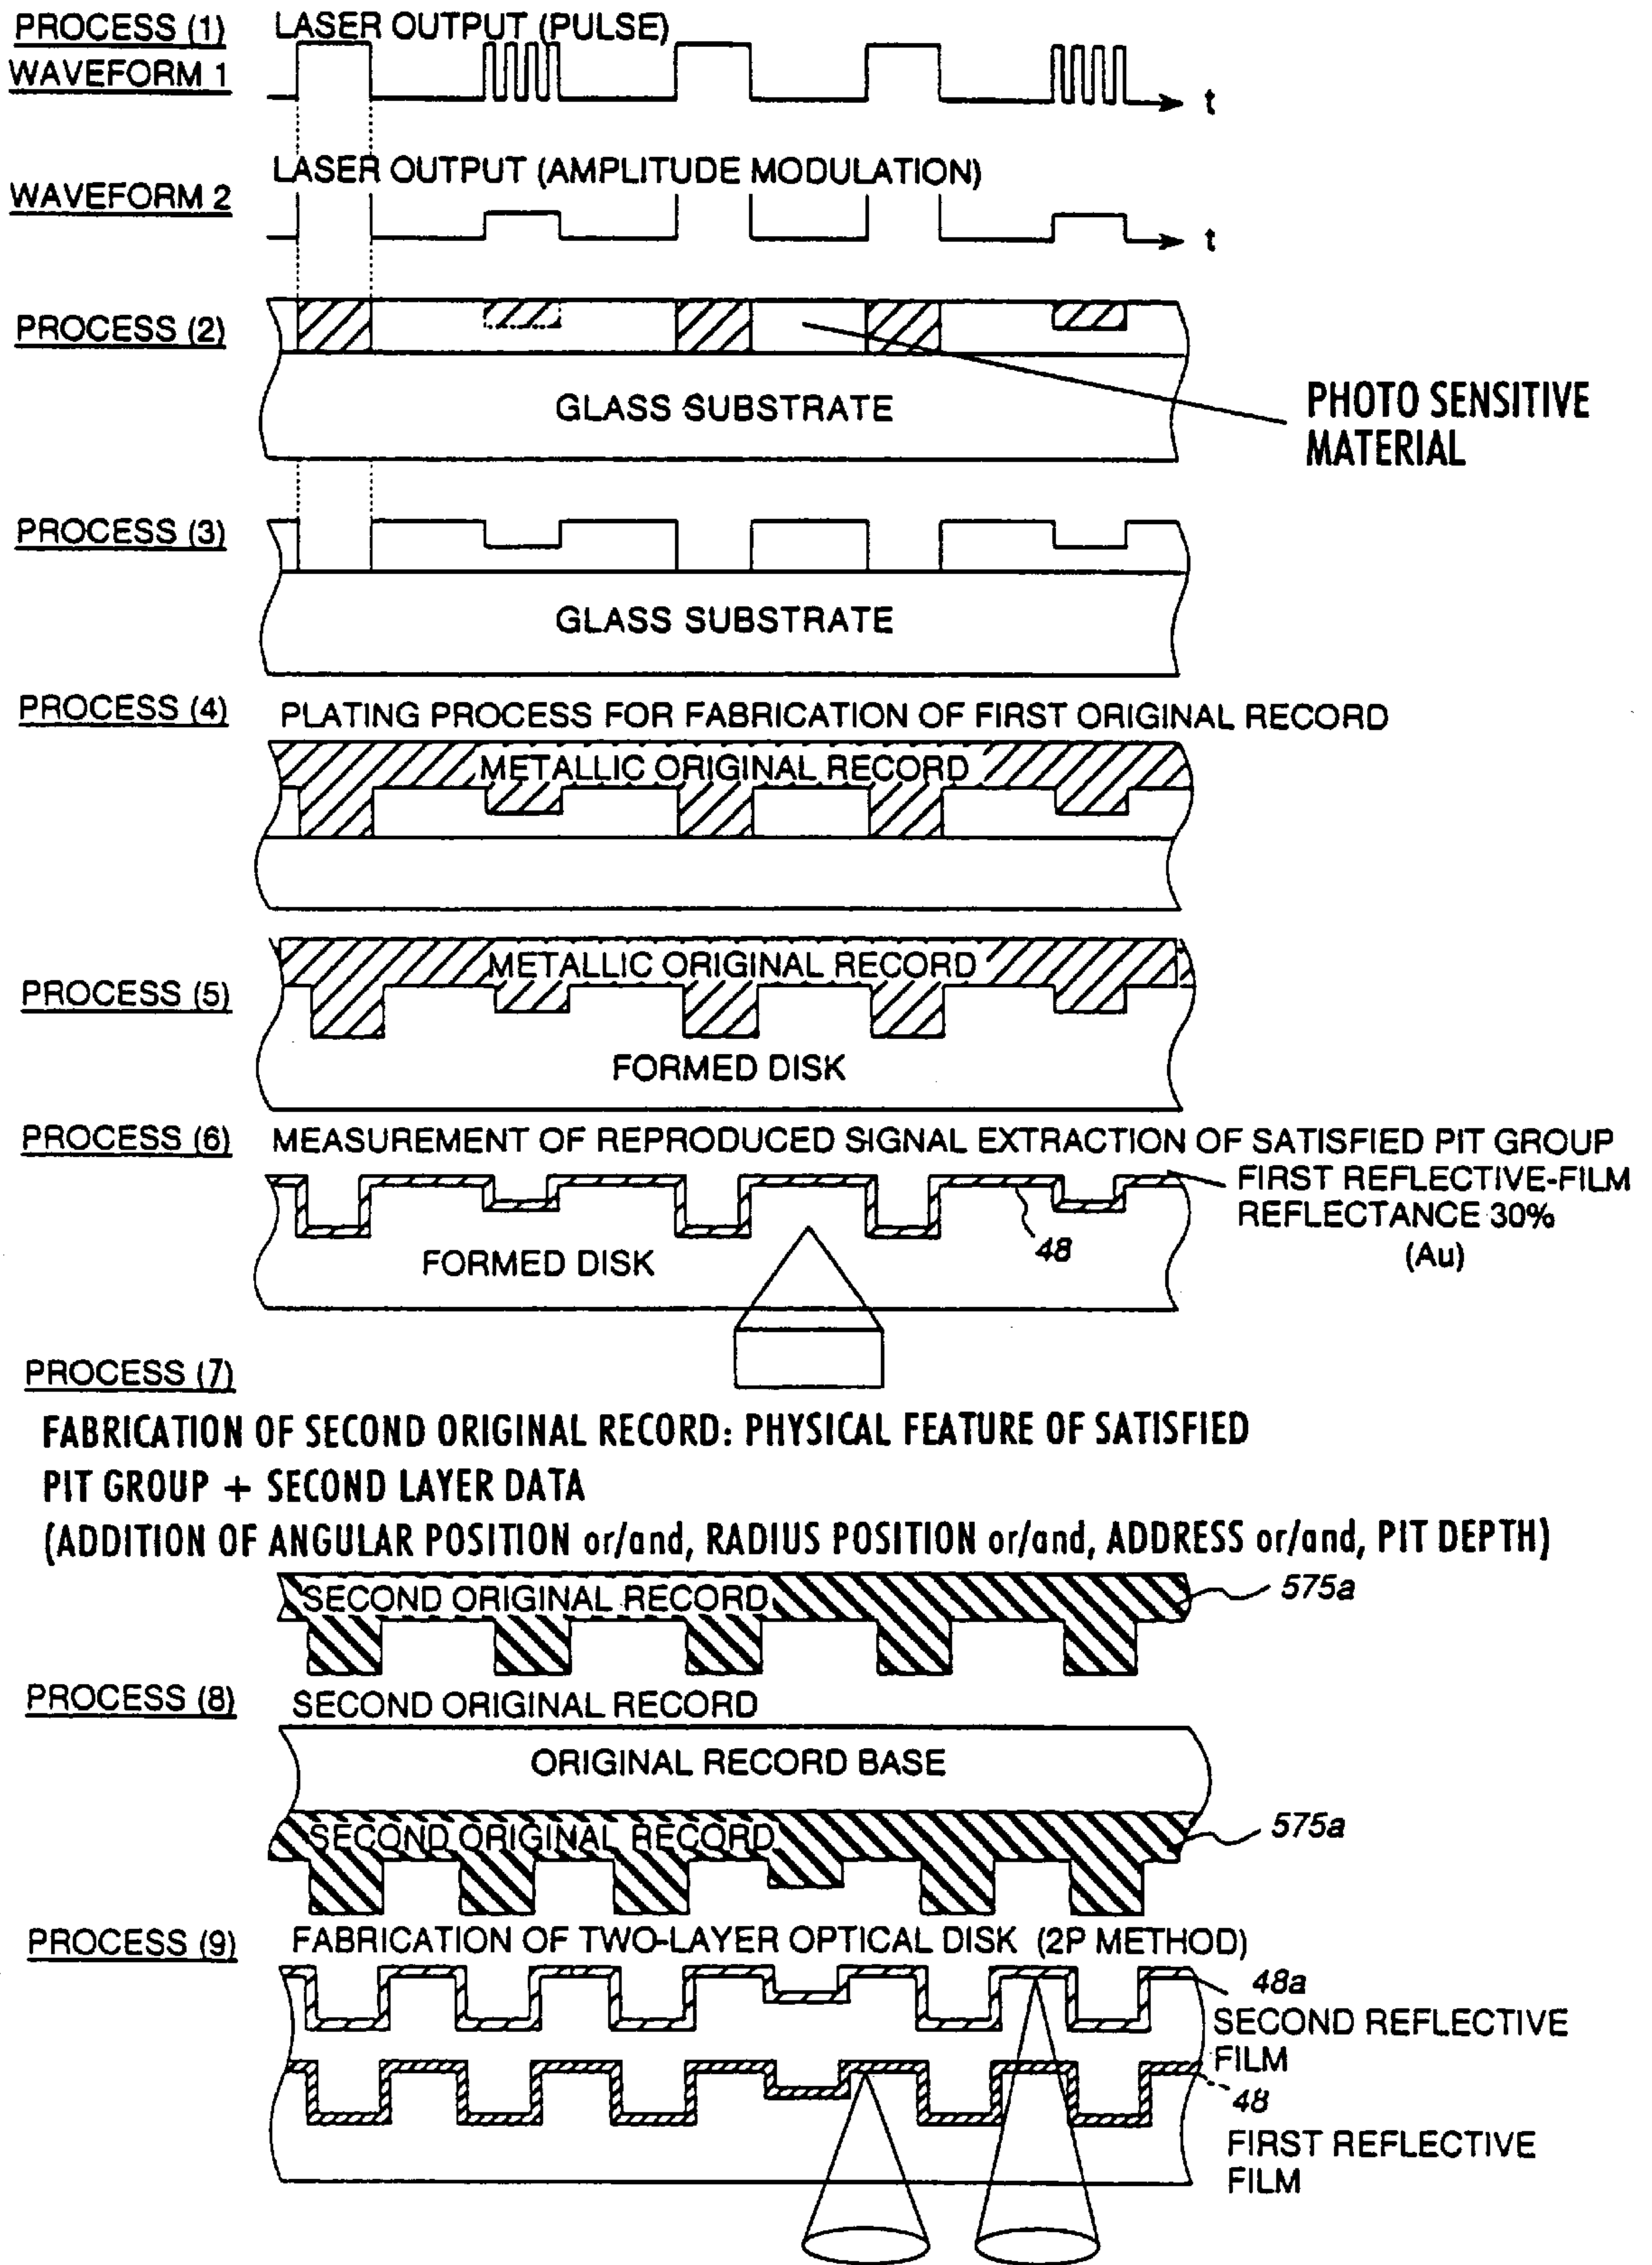 PROCESS (1) LASER OUTPUT (PULSE)
WAVEFORM 1
t
LASER OUTPUT (AMPLITUDE MODULATION)
WAVEFORM 2
t
PROCESS (2)
GLASS SUBSTRATE
PHOTO SENSITIVE
MATERIAL
PROCESS (3)
GLASS SUBSTRATE
PROCESS (4) PLATING PROCESS FOR FABRICATION OF FIRST ORIGINAL RECORD
METALLIC ORIGINAL RECORD
METALLIC ORIGINAL RECORD
PROCESS (5)
FORMED DISK
PROCESS (6) MEASUREMENT OF REPRODUCED SIGNAL EXTRACTION OF SATISFIED PIT GROUP
FIRST REFLECTIVE-FILM
REFLECTANCE 30%
(Au)
48
FORMED DISK
PROCESS (7)
FABRICATION OF SECOND ORIGINAL RECORD: PHYSICAL FEATURE OF SATISFIED
PIT GROUP + SECOND LAYER DATA
(ADDITION OF ANGULAR POSITION or/and, RADIUS POSITION or/and, ADDRESS or/and, PIT DEPTH)
SECOND ORIGINAL RECORD
575a
PROCESS (8) SECOND ORIGINAL RECORD
ORIGINAL RECORD BASE
SECOND ORIGINAL RECORD
575a
PROCESS (9) FABRICATION OF TWO-LAYER OPTICAL DISK (2P METHOD)
48a
SECOND REFLECTIVE
FILM
48
FIRST REFLECTIVE
FILM